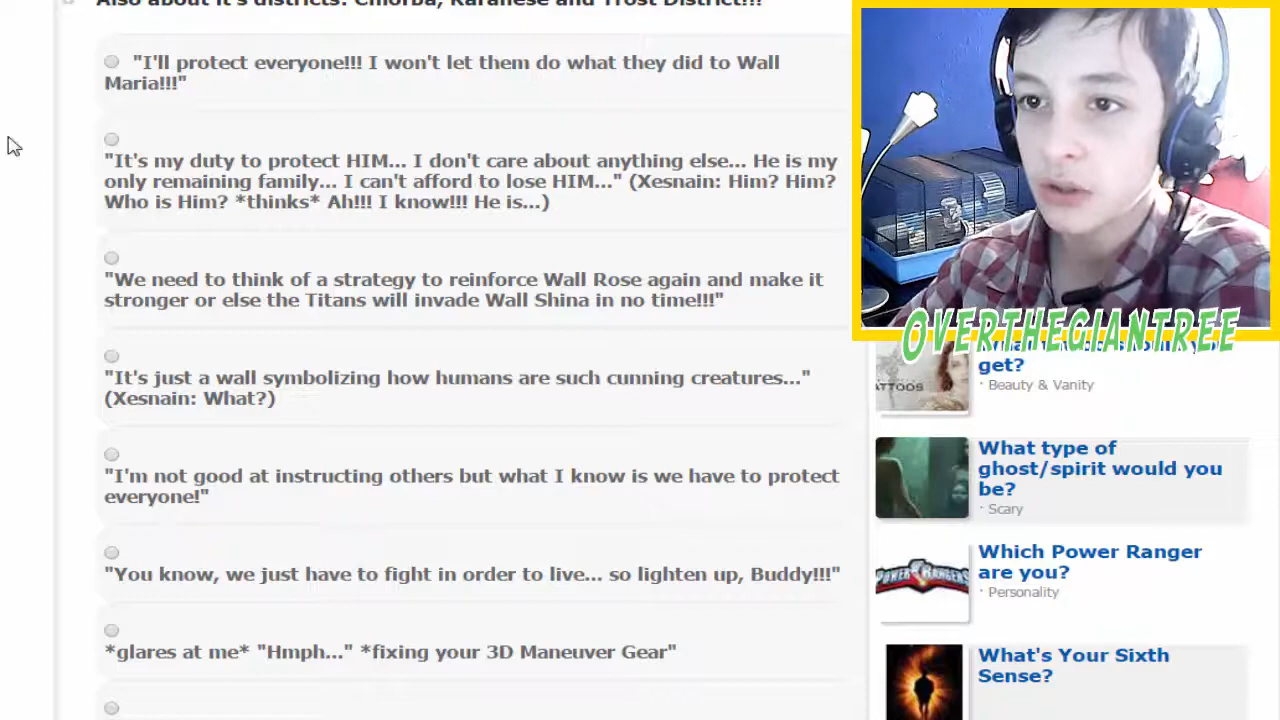 "I'll protect everyone!!! I won't let them do what they did to Wall
Maria!!!"
"It's my duty to protect HIM... I don't care about anything else... He is my
only remaining family... I can't afford to lose HIM..." (Xesnain: Him? Him?
Who is Him? *thinks* Ah!!! I know!!! He is...)
"We need to think of a strategy to reinforce Wall Rose again and make it
stronger or else the Titans will invade Wall Shina in no time!!!"
"It's just a wall symbolizing how humans are such cunning creatures..."
(Xesnain: What?)
"I'm not good at instructing others but what I know is we have to protect
everyone!"
"You know, we just have to fight in order to live... so lighten up, Buddy!!!"
*glares at me* "Hmph..." *fixing your 3D Maneuver Gear"
OVERTHEGIANTREE
get?
· Beauty & Vanity
What type of
ghost/spirit would you
be?
· Scary
POWER RANGERS
Which Power Ranger
are you?
· Personality
What's Your Sixth
Sense?